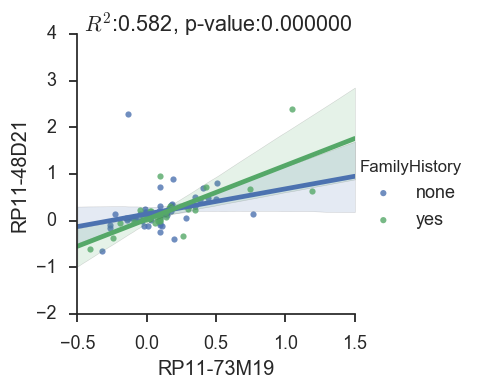 R²:0.582, p-value:0.000000
4
3
2
1
0
−1
−2
RP11-48D21
−0.5 0.0 0.5 1.0 1.5
RP11-73M19
FamilyHistory
none
yes